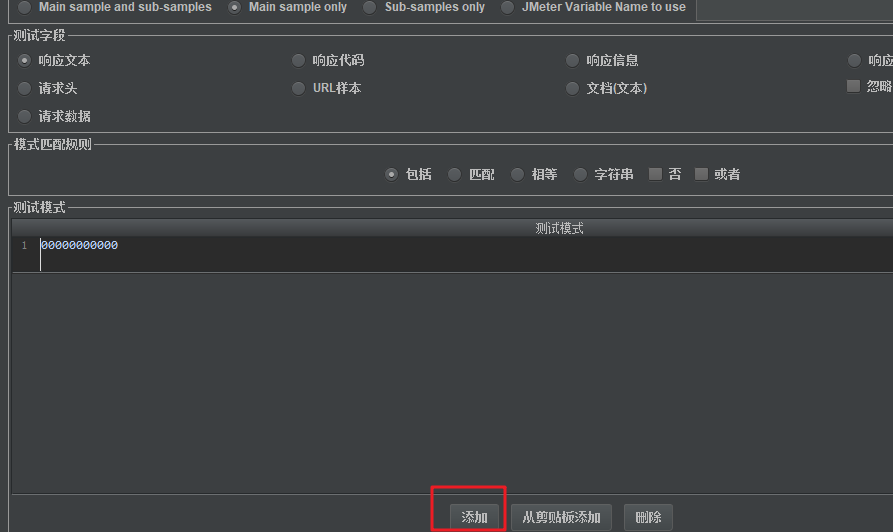 Main sample and sub-samples Main sample only Sub-samples only JMeter Variable Name to use
测试字段
响应文本 响应代码 响应信息 响应
请求头 URL样本 文档(文本) 忽略
请求数据
模式匹配规则
包括 匹配 相等 字符串 否 或者
测试模式
测试模式
1 00000000000
添加 从剪贴板添加 删除